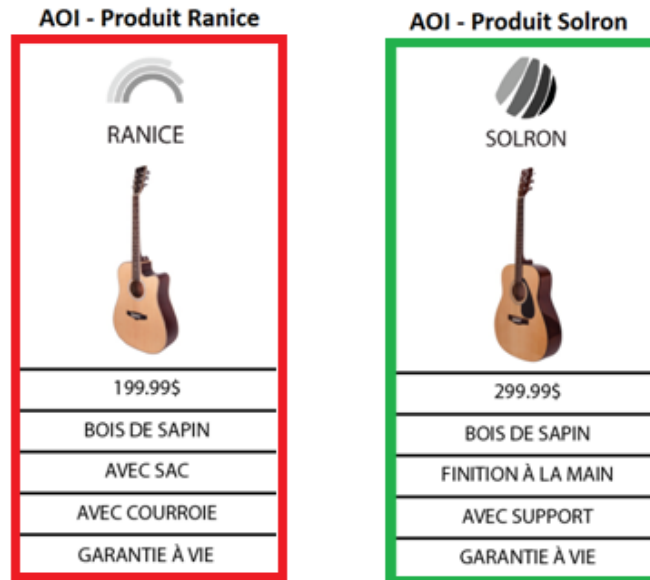 AOI - Produit Ranice
RANICE
199.99$
BOIS DE SAPIN
AVEC SAC
AVEC COURROIE
GARANTIE À VIE
AOI - Produit Solron
SOLRON
299.99$
BOIS DE SAPIN
FINITION À LA MAIN
AVEC SUPPORT
GARANTIE À VIE